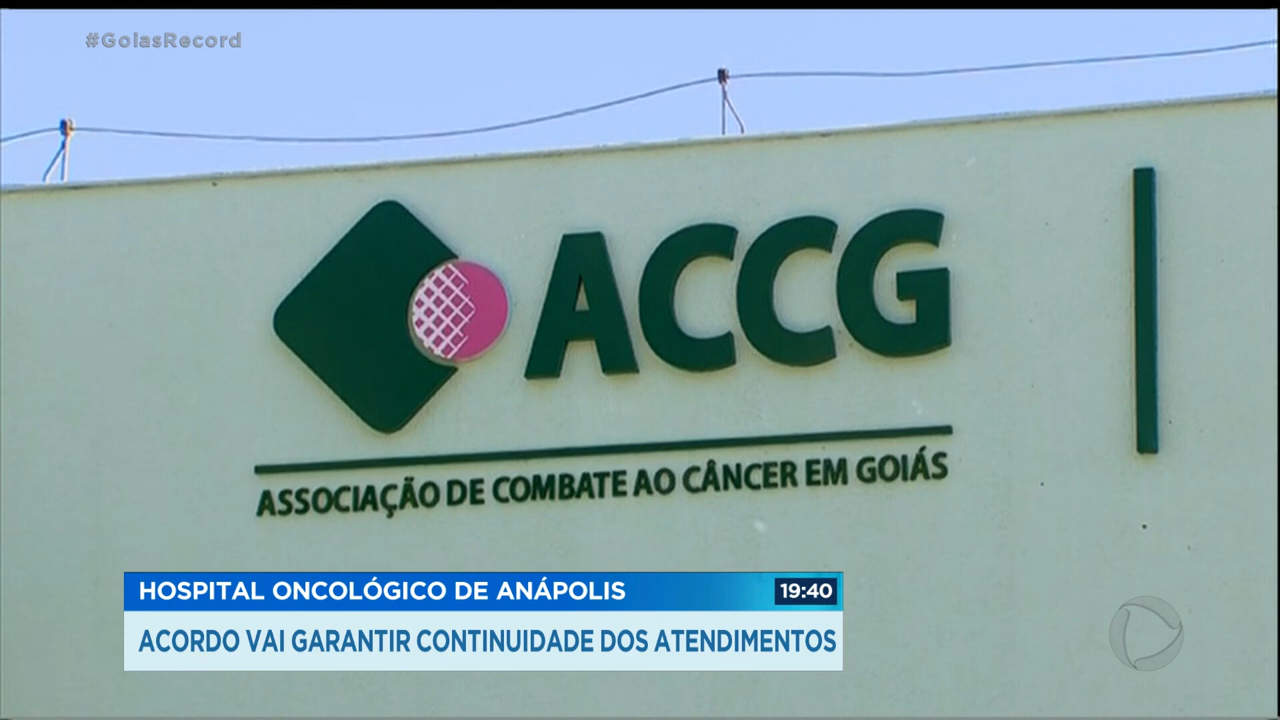 #GoiasRecord
ACCG
ASSOCIAÇÃO DE COMBATE AO CÂNCER EM GOIÁS
HOSPITAL ONCOLÓGICO DE ANÁPOLIS 19:40
ACORDO VAI GARANTIR CONTINUIDADE DOS ATENDIMENTOS